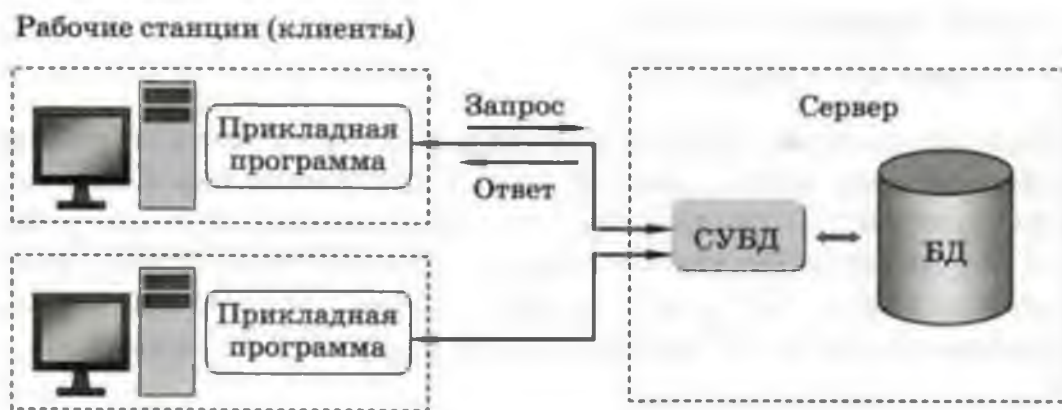 Рабочие станции (клиенты)
Прикладная
программа
Запрос
Ответ
Сервер
СУБД
БД
Прикладная
программа